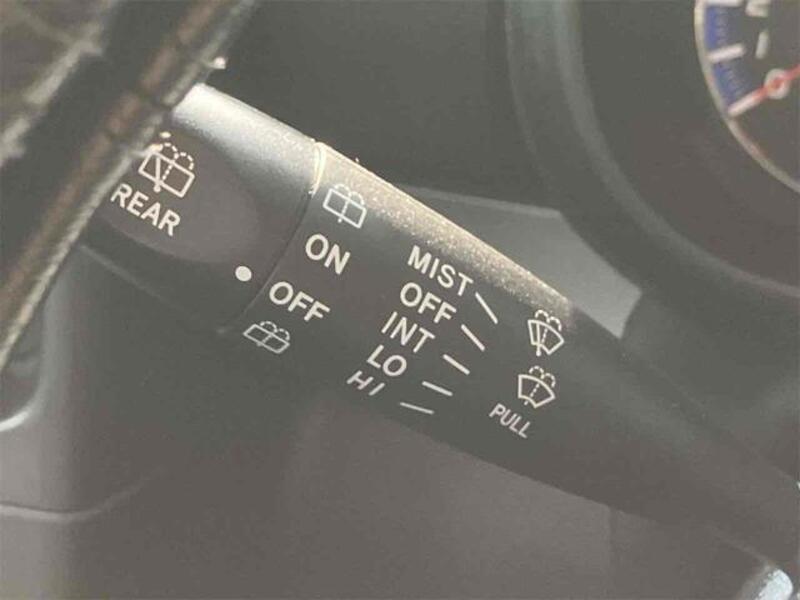 REAR
ON
OFF
MIST
OFF
INT
LO
HI
PULL